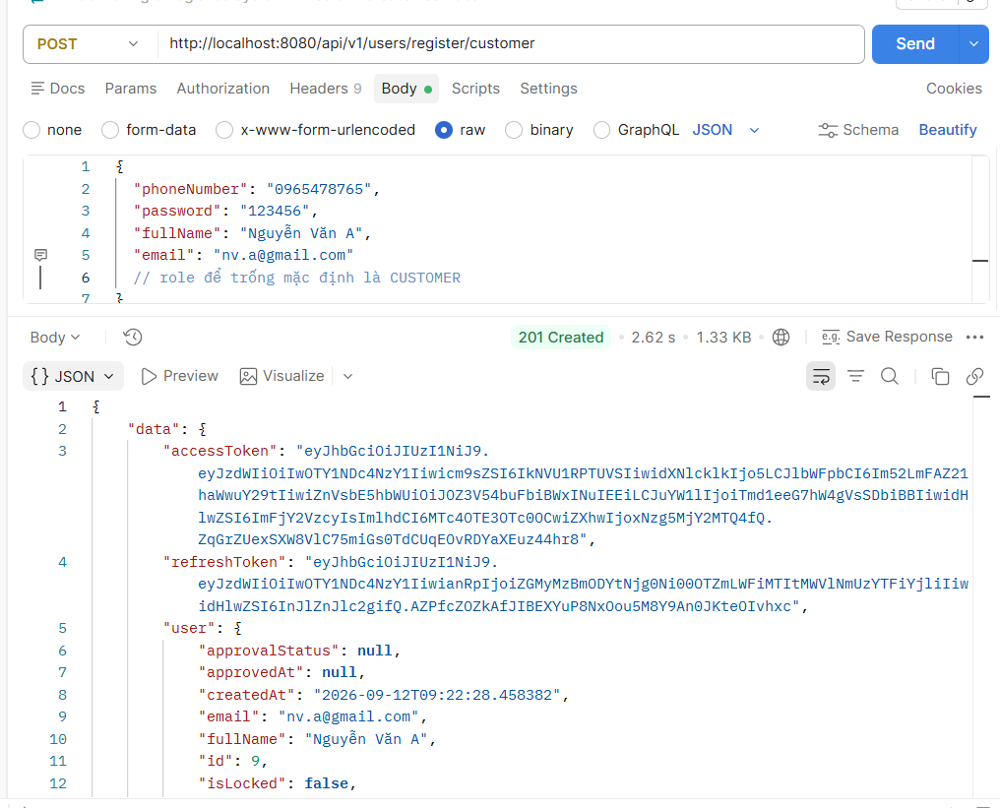 POST
http://localhost:8080/api/v1/users/register/customer
Send
Docs Params Authorization Headers 9 Body Scripts Settings Cookies
none form-data x-www-form-urlencoded raw binary GraphQL JSON Schema Beautify
1 {
2 "phoneNumber": "0965478765",
3 "password": "123456",
4 "fullName": "Nguyễn Văn A",
5 "email": "nv.a@gmail.com"
6 // role để trống mặc định là CUSTOMER
7 }
Body 201 Created 2.62 s 1.33 KB e.g. Save Response
{} JSON Preview Visualize
1 {
2 "data": {
3 "accessToken": "eyJhbGciOiJIUzI1NiJ9.
eyJzdWIiOiIwOTY1NDc4NzY1Iiwicm9sZSI6IkNVU1RPTUVSIiwidXNlcklkIjo5LCJlbWFpbCI6Im52LmFAZ21
haWwuY29tIiwiZnVsbE5hbWUiOiJOZ3V54buFbiBWxINuIEEiLCJuYW1lIjoiTmd1eeG7hW4gVsSDbiBBIiwidH
lwZSI6ImFjY2VzcyIsImlhdCI6MTc4OTE3OTc0OCwiZXhwIjoxNzg5MjY2MTQ4fQ.
ZqGrZUexSXW8VlC75miGs0TdCUqEOvRDYaXEuz44hr8",
4 "refreshToken": "eyJhbGciOiJIUzI1NiJ9.
eyJzdWIiOiIwOTY1NDc4NzY1IiwianRpIjoiZGMyMzBmODYtNjg0Ni00OTZmLWFiMTItMWVlNmUzYTFiYjliIiw
idHlwZSI6InJlZnJlc2gifQ.AZPfcZOZkAfJIBEXYuP8NxOou5M8Y9An0JKteOIvhxc",
5 "user": {
6 "approvalStatus": null,
7 "approvedAt": null,
8 "createdAt": "2026-09-12T09:22:28.458382",
9 "email": "nv.a@gmail.com",
10 "fullName": "Nguyễn Văn A",
11 "id": 9,
12 "isLocked": false,